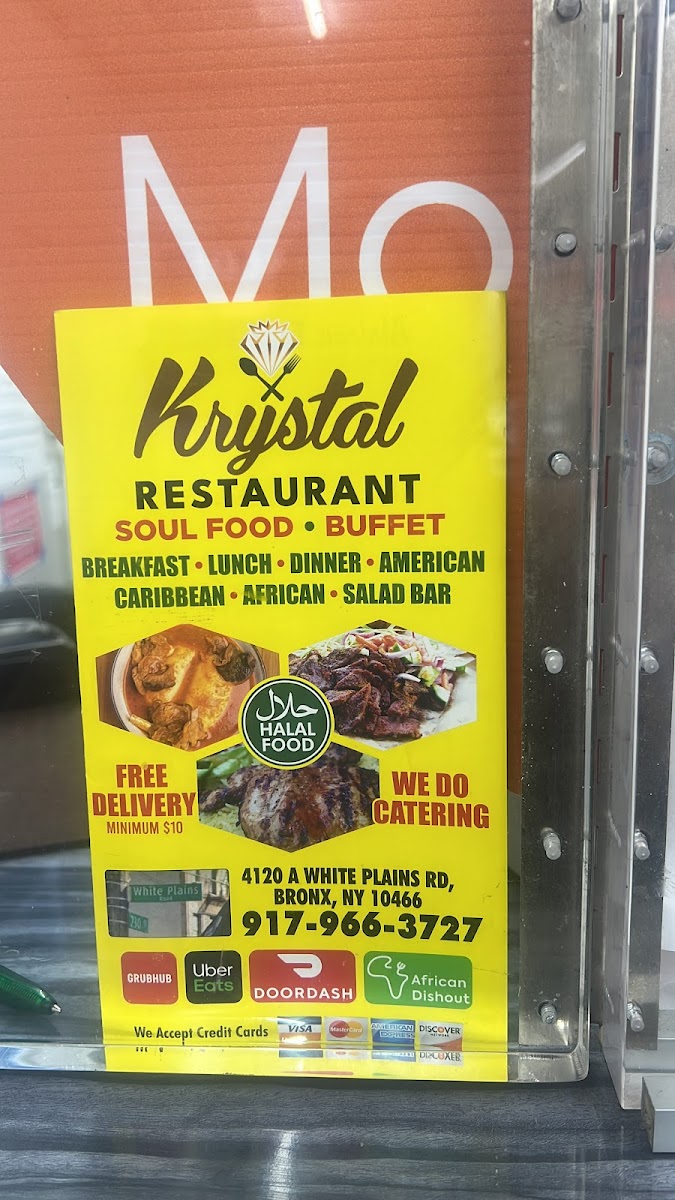 Mo
Krystal
RESTAURANT
SOUL FOOD • BUFFET
BREAKFAST • LUNCH • DINNER • AMERICAN
CARIBBEAN • AFRICAN • SALAD BAR
حلال
HALAL
FOOD
FREE
DELIVERY
MINIMUM $10
WE DO
CATERING
White Plains
Road
4120 A WHITE PLAINS RD,
BRONX, NY 10466
917-966-3727
GRUBHUB
Uber
Eats
DOORDASH
African
Dishout
We Accept Credit Cards
VISA
MasterCard
AMERICAN
EXPRESS
DISCOVER
NETWORK